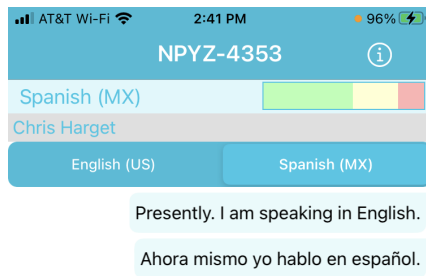 AT&T Wi-Fi 2:41 PM 96%
NPYZ-4353
Spanish (MX)
Chris Harget
English (US) Spanish (MX)
Presently. I am speaking in English.
Ahora mismo yo hablo en español.